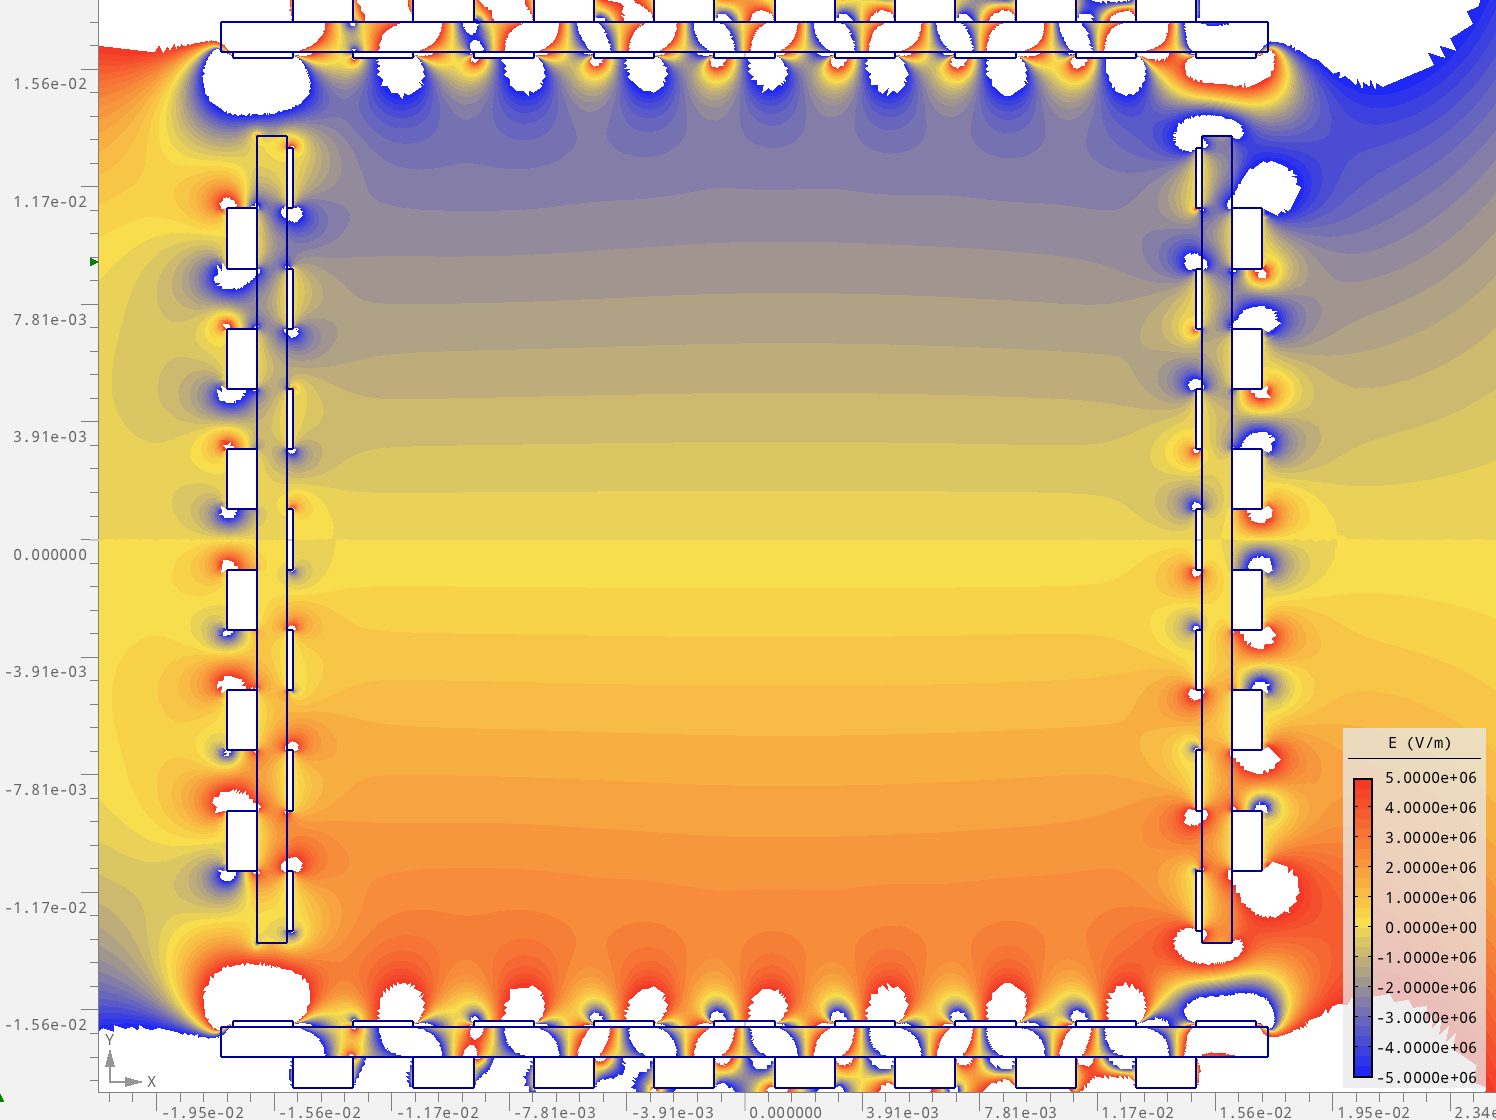 1.56e-02
1.17e-02
7.81e-03
3.91e-03
0.000000
-3.91e-03
-7.81e-03
-1.17e-02
-1.56e-02
Y
X
-1.95e-02
-1.56e-02
-1.17e-02
-7.81e-03
-3.91e-03
0.000000
3.91e-03
7.81e-03
1.17e-02
1.56e-02
1.95e-02
E (V/m)
5.0000e+06
4.0000e+06
3.0000e+06
2.0000e+06
1.0000e+06
0.0000e+00
-1.0000e+06
-2.0000e+06
-3.0000e+06
-4.0000e+06
-5.0000e+06